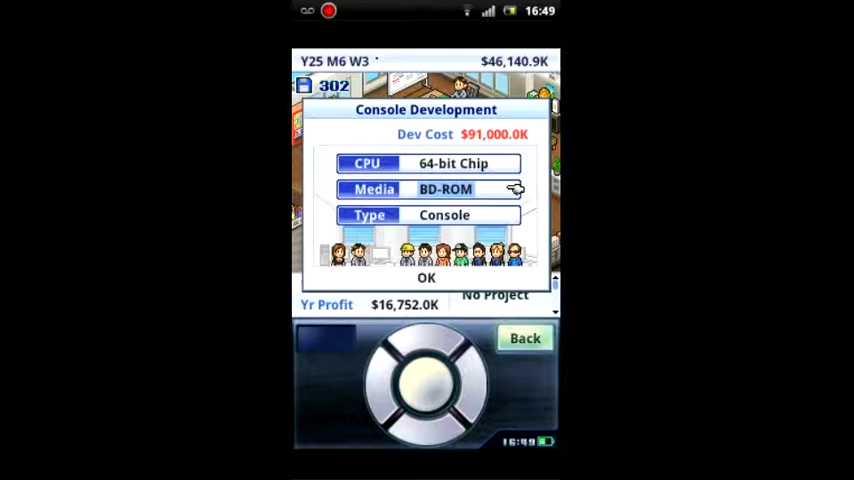 16:49
Y25 M6 W3 $46,140.9K
302
Console Development
Dev Cost $91,000.0K
CPU 64-bit Chip
Media BD-ROM
Type Console
OK
No Project
Yr Profit $16,752.0K
Back
16:49